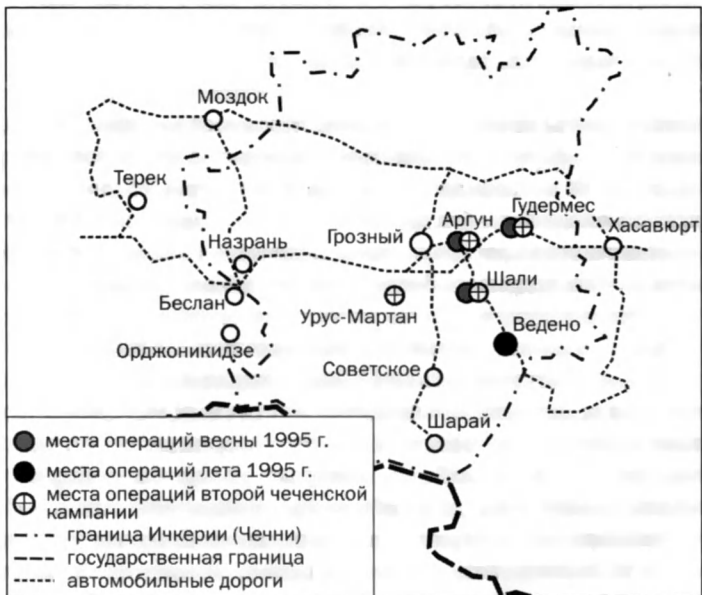 Моздок
Терек
Гудермес
Аргун
Грозный
Хасавюрт
Назрань
Шали
Беслан
Урус-Мартан
Ведено
Орджоникидзе
Советское
Шарай
места операций весны 1995 г.
места операций лета 1995 г.
места операций второй чеченской
кампании
граница Инкерии (Чечни)
государственная граница
автомобильные дороги